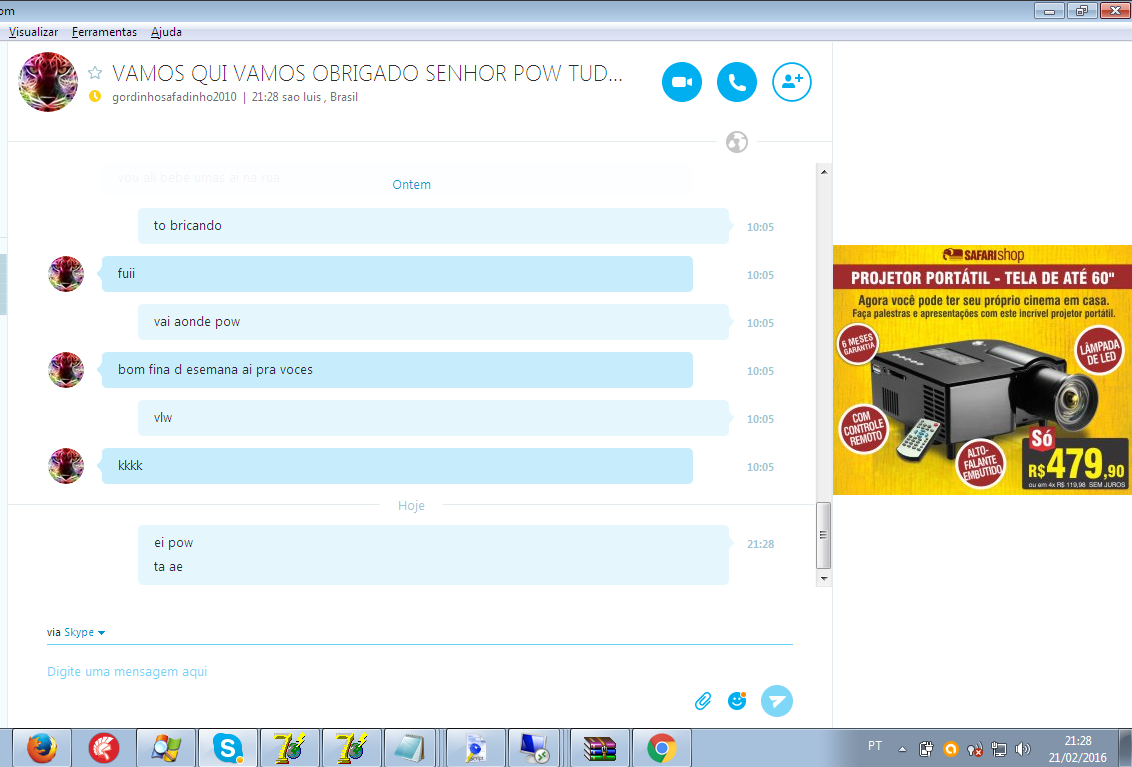 om
Visualizar Ferramentas Ajuda
VAMOS QUI VAMOS OBRIGADO SENHOR POW TUD...
gordinhosafadinho2010 | 21:28 sao luis , Brasil
vou ali bebe umas ai na rua
Ontem
to bricando 10:05
fuii 10:05
vai aonde pow 10:05
bom fina d esemana ai pra voces 10:05
vlw 10:05
kkkk 10:05
Hoje
ei pow 21:28
ta ae
via Skype
Digite uma mensagem aqui
SAFARI shop
PROJETOR PORTÁTIL - TELA DE ATÉ 60"
Agora você pode ter seu próprio cinema em casa.
Faça palestras e apresentações com este incrível projetor portátil.
6 MESES
GARANTIA
LÂMPADA
DE LED
COM
CONTROLE
REMOTO
ALTO-
FALANTE
EMBUTIDO
Só
R$479,90
ou em 4x R$ 119,98 SEM JUROS
PT
21:28
21/02/2016